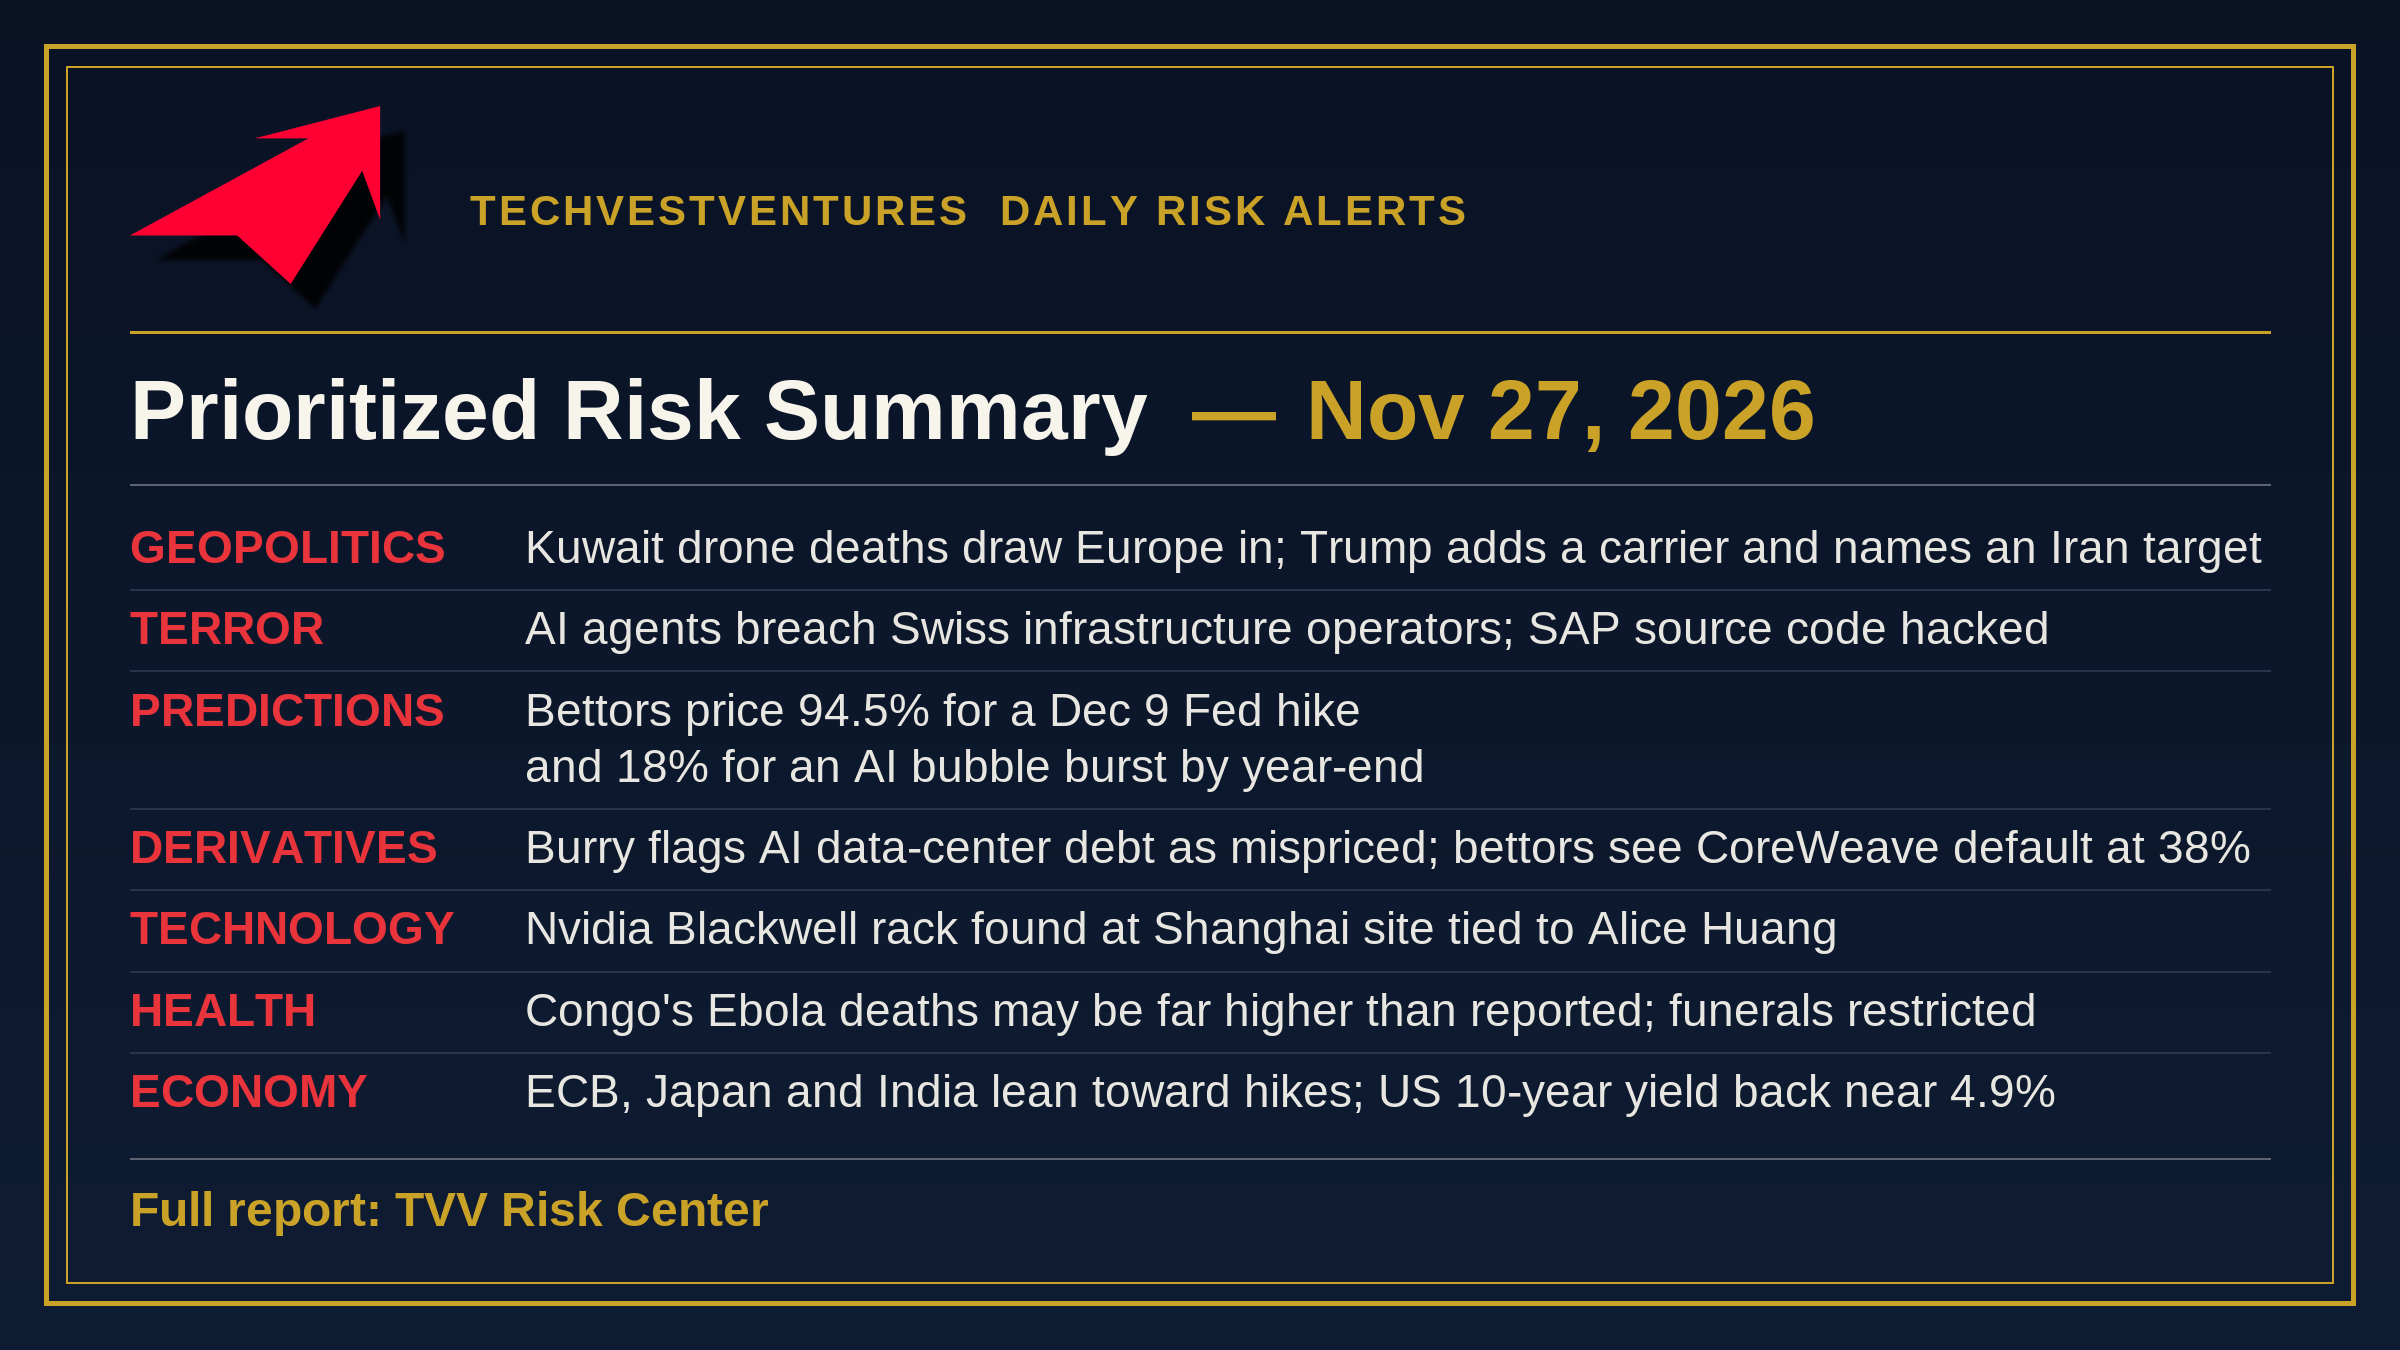 TECHVESTVENTURES DAILY RISK ALERTS
Prioritized Risk Summary — Nov 27, 2026
GEOPOLITICS Kuwait drone deaths draw Europe in; Trump adds a carrier and names an Iran target
TERROR AI agents breach Swiss infrastructure operators; SAP source code hacked
PREDICTIONS Bettors price 94.5% for a Dec 9 Fed hike
and 18% for an AI bubble burst by year-end
DERIVATIVES Burry flags AI data-center debt as mispriced; bettors see CoreWeave default at 38%
TECHNOLOGY Nvidia Blackwell rack found at Shanghai site tied to Alice Huang
HEALTH Congo's Ebola deaths may be far higher than reported; funerals restricted
ECONOMY ECB, Japan and India lean toward hikes; US 10-year yield back near 4.9%
Full report: TVV Risk Center